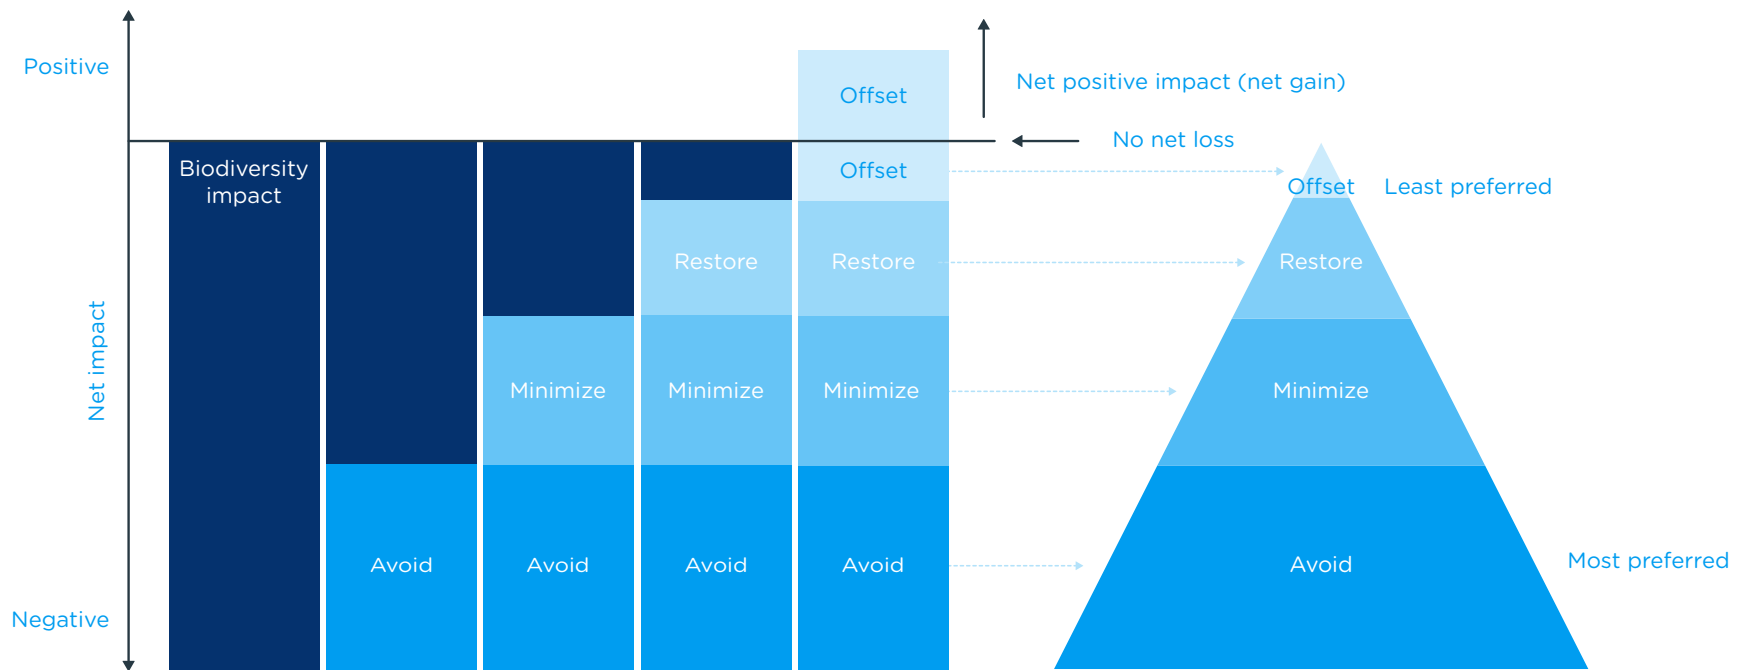 Positive
Net impact
Negative
Biodiversity
impact
Avoid
Minimize
Avoid
Restore
Minimize
Avoid
Offset
Offset
Restore
Minimize
Avoid
Net positive impact (net gain)
No net loss
Offset
Least preferred
Restore
Minimize
Avoid
Most preferred